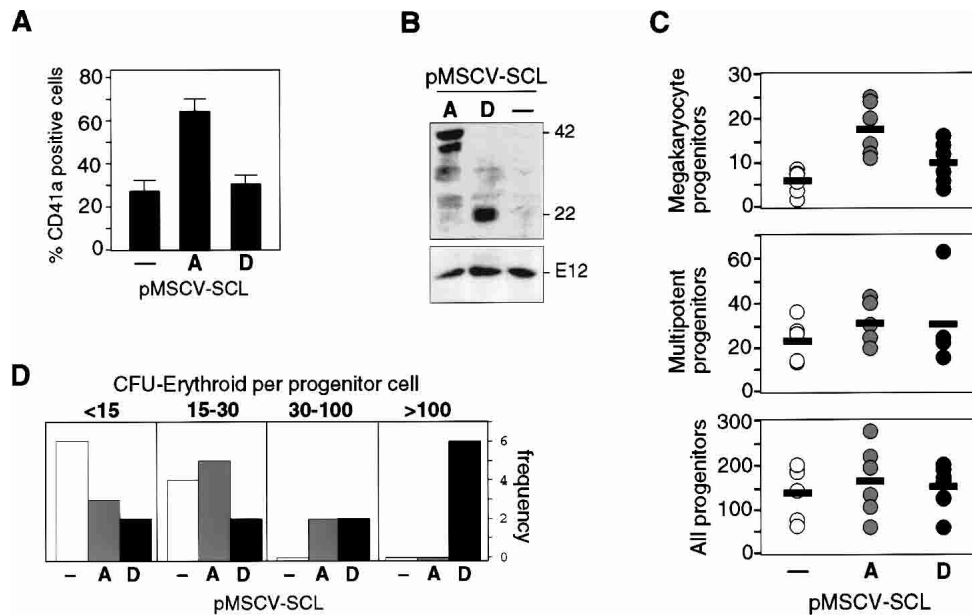 A
% CD41a positive cells
80
60
40
20
0
— A D
pMSCV-SCL
B
pMSCV-SCL
A D —
42
22
E12
C
Megakaryocyte progenitors
30
20
10
0
Multipotent progenitors
60
40
20
0
All progenitors
300
200
100
0
— A D
pMSCV-SCL
D
CFU-Erythroid per progenitor cell
<15 15-30 30-100 >100
frequency
6
4
2
0
– A D – A D – A D – A D
pMSCV-SCL